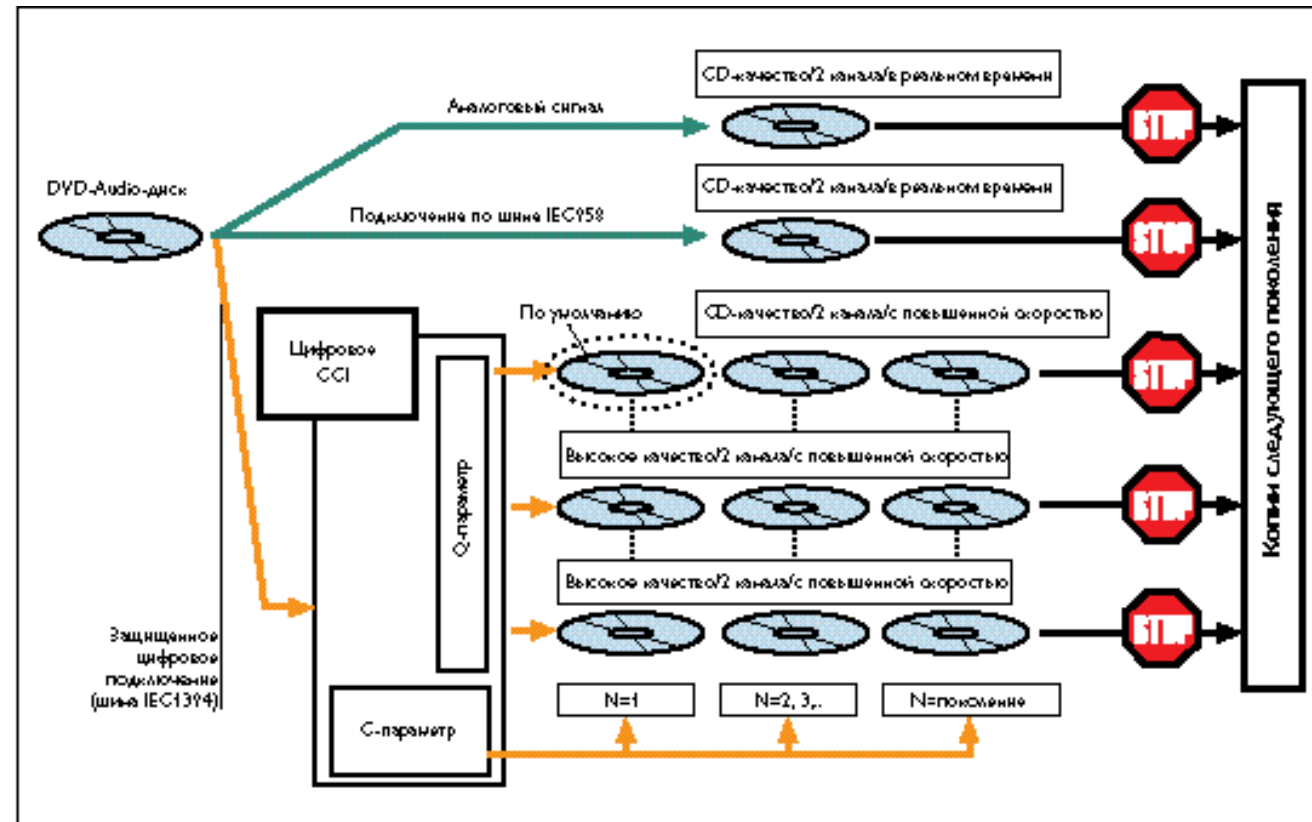 CD-качество/2 канала/в реальном времени
Аналоговый сигнал
STOP
DVD-Audio-диск
CD-качество/2 канала/в реальном времени
Подключение по шине IEC958
STOP
По умолчанию
CD-качество/2 канала/с повышенной скоростью
Цифровое
CCI
STOP
Q-параметр
Высокое качество/2 канала/с повышенной скоростью
STOP
Высокое качество/2 канала/с повышенной скоростью
STOP
Защищенное
цифровое
подключение
(шина IEC1394)
С-параметр
N=1
N=2, 3,..
N=поколение
Копии следующего поколения